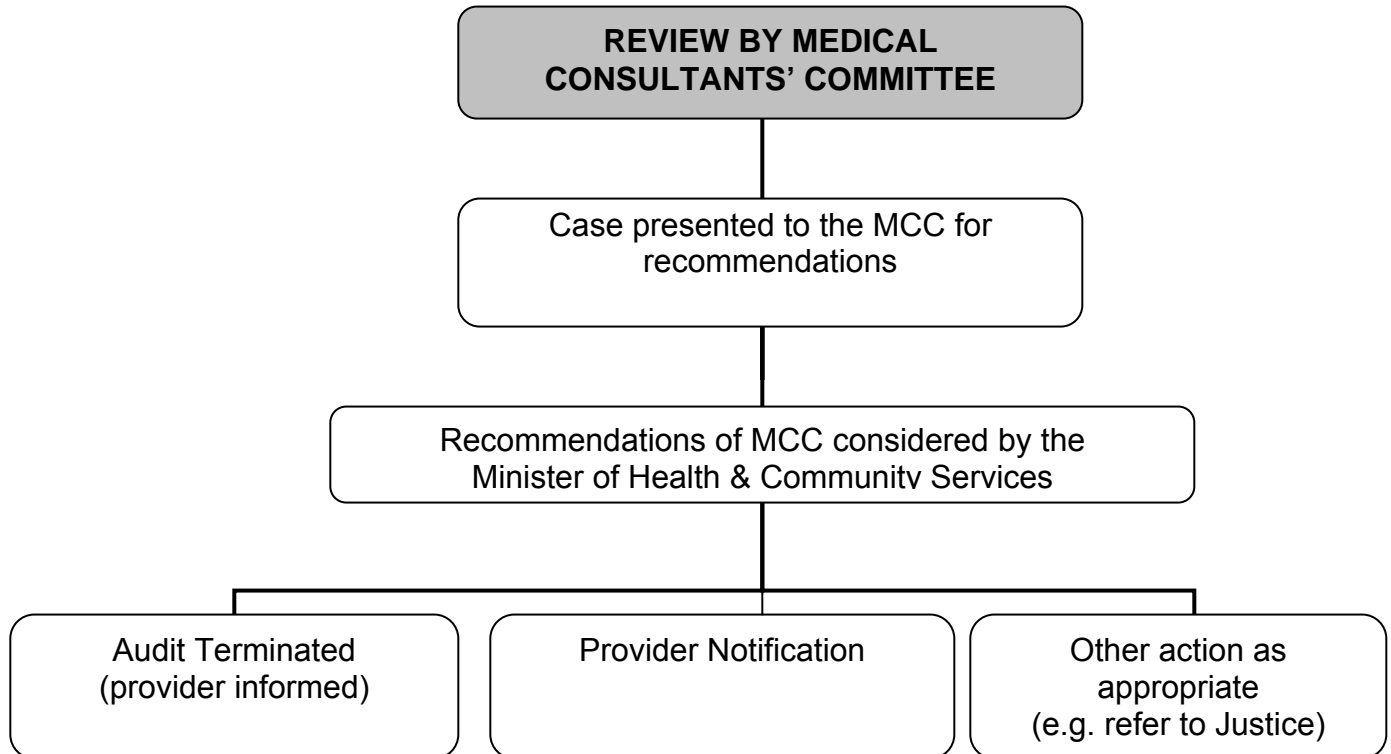 REVIEW BY MEDICAL
CONSULTANTS’ COMMITTEE
Case presented to the MCC for
recommendations
Recommendations of MCC considered by the
Minister of Health & Community Services
Audit Terminated
(provider informed)
Provider Notification
Other action as
appropriate
(e.g. refer to Justice)